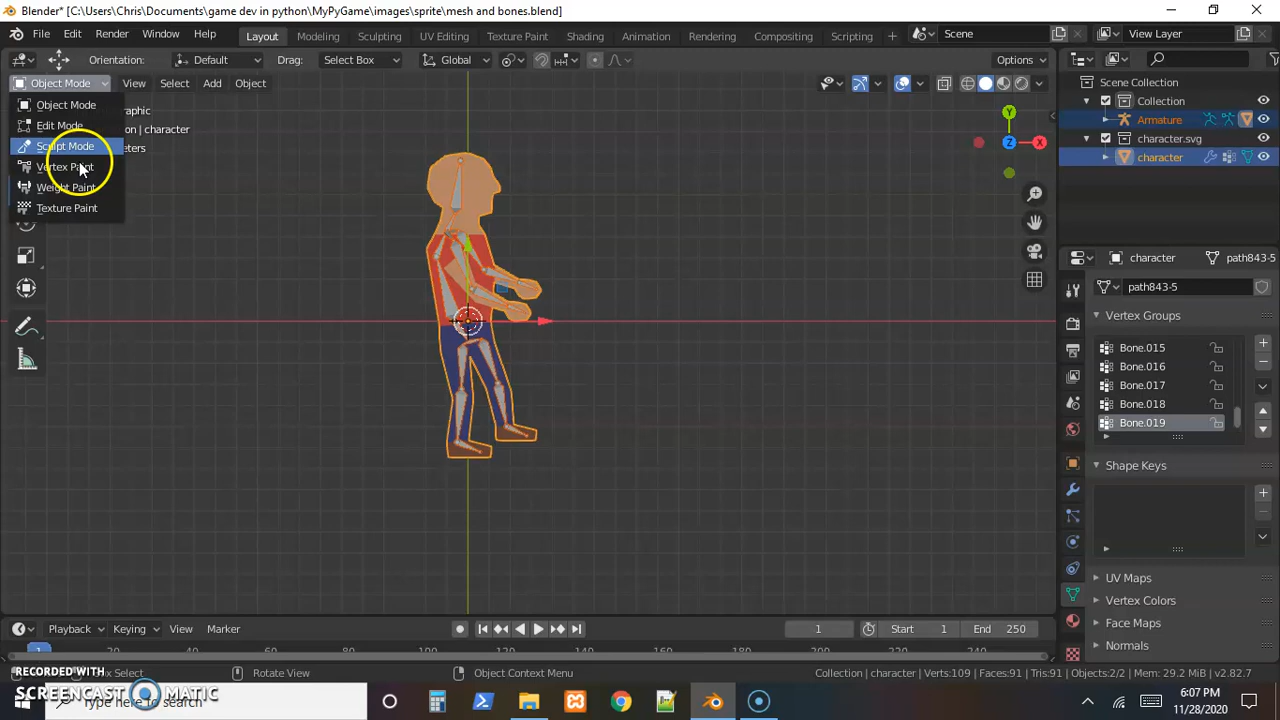 Blender* [C:\Users\Chris\Documents\game dev in python\MyPyGame\images\sprite\mesh and bones.blend]
File Edit Render Window Help Layout Modeling Sculpting UV Editing Texture Paint Shading Animation Rendering Compositing Scripting Scene View Layer
Orientation: Default Drag: Select Box Global Options
Object Mode View Select Add Object
Scene Collection
Object Mode
Collection
Edit Mode
Armature
Sculpt Mode
character.svg
Vertex Paint
character
Weight Paint
Texture Paint
graphic
n | character
eters
Y
Z
X
character path843-5
path843-5
Vertex Groups
Bone.015
Bone.016
Bone.017
Bone.018
Bone.019
Shape Keys
UV Maps
Vertex Colors
Face Maps
Normals
Playback Keying View Marker 1 Start 1 End 250
1 20 100 120 140 160 180 200 220 240
Select Rotate View Object Context Menu Collection | character | Verts:109 | Faces:91 | Tris:91 | Objects:2/2 | Mem: 29.2 MiB | v2.82.7
RECORDED WITH
SCREENCAST MATIC
Type here to search
6:07 PM
11/28/2020